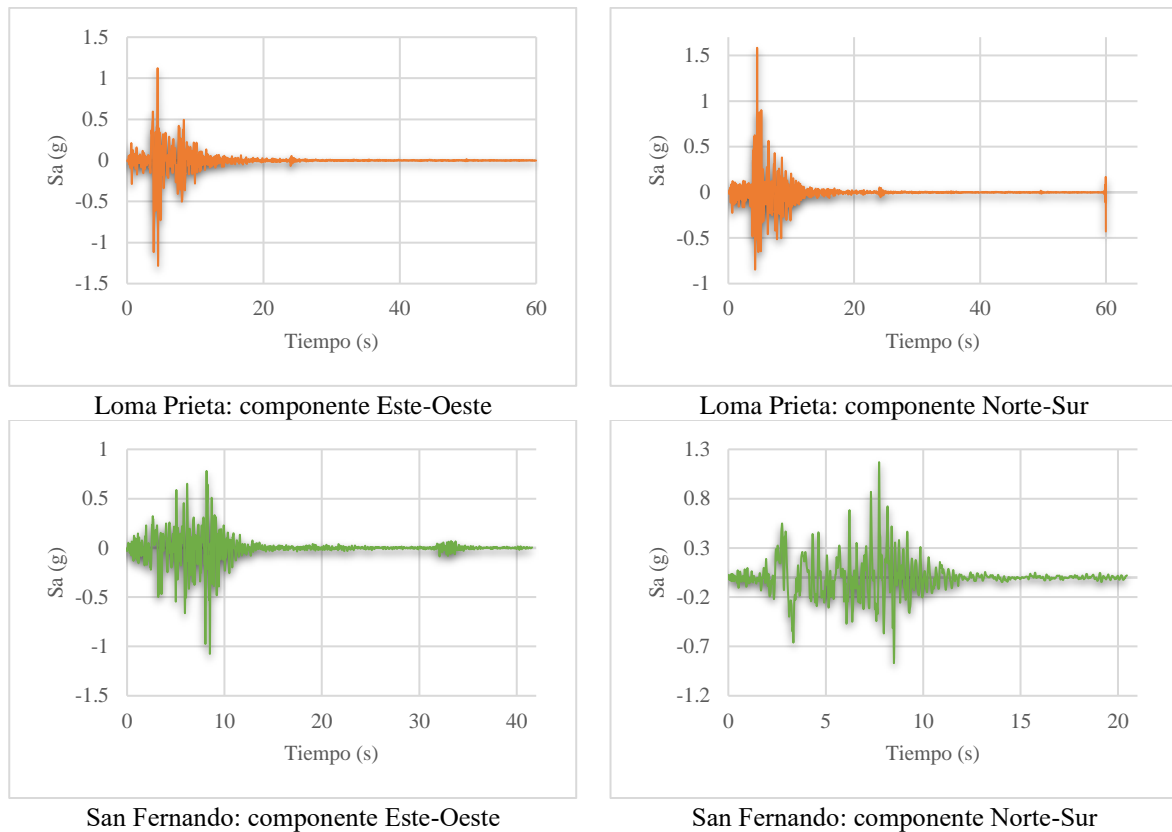 1.5
1
0.5
0
-0.5
-1
-1.5
Sa (g)
0 20 40 60
Tiempo (s)
Loma Prieta: componente Este-Oeste
1.5
1
0.5
0
-0.5
-1
Sa (g)
0 20 40 60
Tiempo (s)
Loma Prieta: componente Norte-Sur
1
0.5
0
-0.5
-1
-1.5
Sa (g)
0 10 20 30 40
Tiempo (s)
San Fernando: componente Este-Oeste
1.3
0.8
0.3
-0.2
-0.7
-1.2
Sa (g)
0 5 10 15 20
Tiempo (s)
San Fernando: componente Norte-Sur